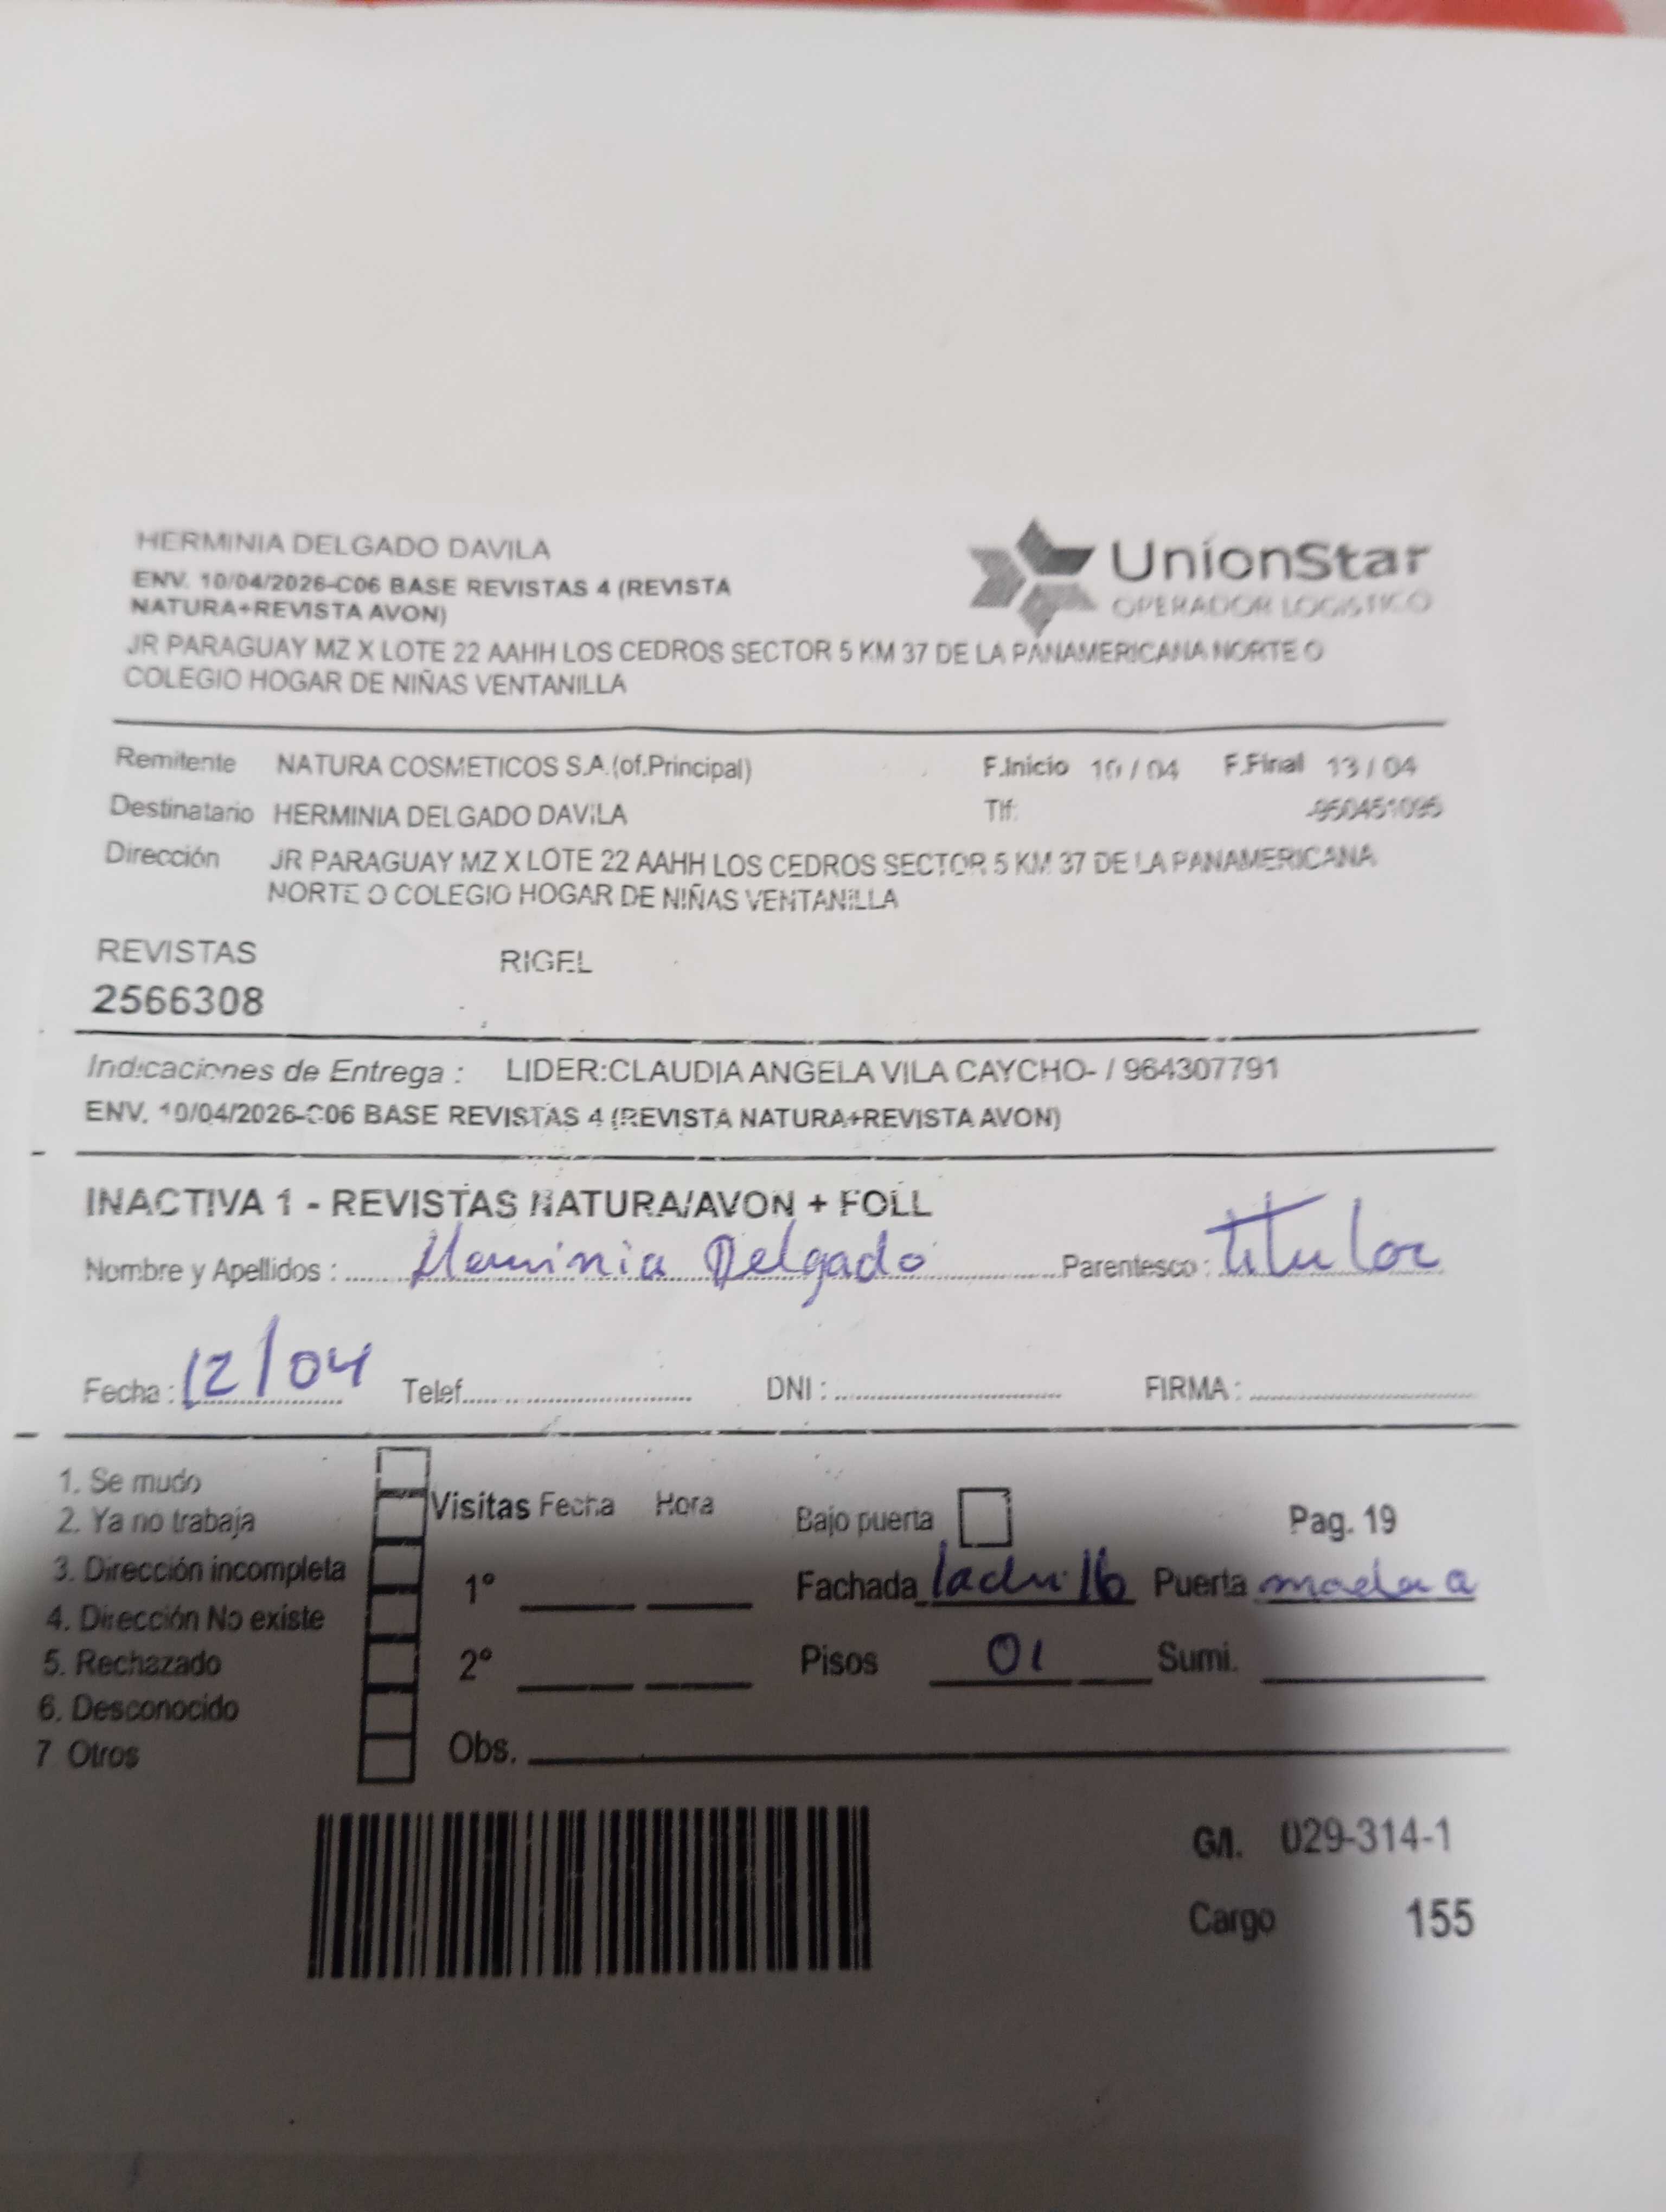 HERMINIA DELGADO DAVILA
UnionStar
ENV. 10/04/2026-C06 BASE REVISTAS 4 (REVISTA
NATURA+REVISTA AVON)
OPERADOR LOGISTICO
JR PARAGUAY MZ X LOTE 22 AAHH LOS CEDROS SECTOR 5 KM 37 DE LA PANAMERICANA NORTE O
COLEGIO HOGAR DE NIÑAS VENTANILLA
Remitente NATURA COSMETICOS S.A.(of.Principal) F.Inicio 10 / 04 F.Final 13 / 04
Destinatario HERMINIA DELGADO DAVILA Tlf:
Dirección JR PARAGUAY MZ X LOTE 22 AAHH LOS CEDROS SECTOR 5 KM 37 DE LA PANAMERICANA
NORTE O COLEGIO HOGAR DE NIÑAS VENTANILLA
REVISTAS RIGEL
2566308
Indicaciones de Entrega : LIDER:CLAUDIA ANGELA VILA CAYCHO- / 964307791
ENV. 10/04/2026-C06 BASE REVISTAS 4 (REVISTA NATURA+REVISTA AVON)
INACTIVA 1 - REVISTAS NATURA/AVON + FOLL
Nombre y Apellidos : Herminia Delgado Parentesco : titular
Fecha : 12/04 Telef. DNI : FIRMA :
1. Se mudo
2. Ya no trabaja
3. Dirección incompleta
4. Dirección No existe
5. Rechazado
6. Desconocido
7 Otros
Visitas Fecha Hora
1°
2°
Obs.
Bajo puerta Pag. 19
Fachada ladrillo Puerta madera
Pisos 01 Sumi.
G/I. 029-314-1
Cargo 155